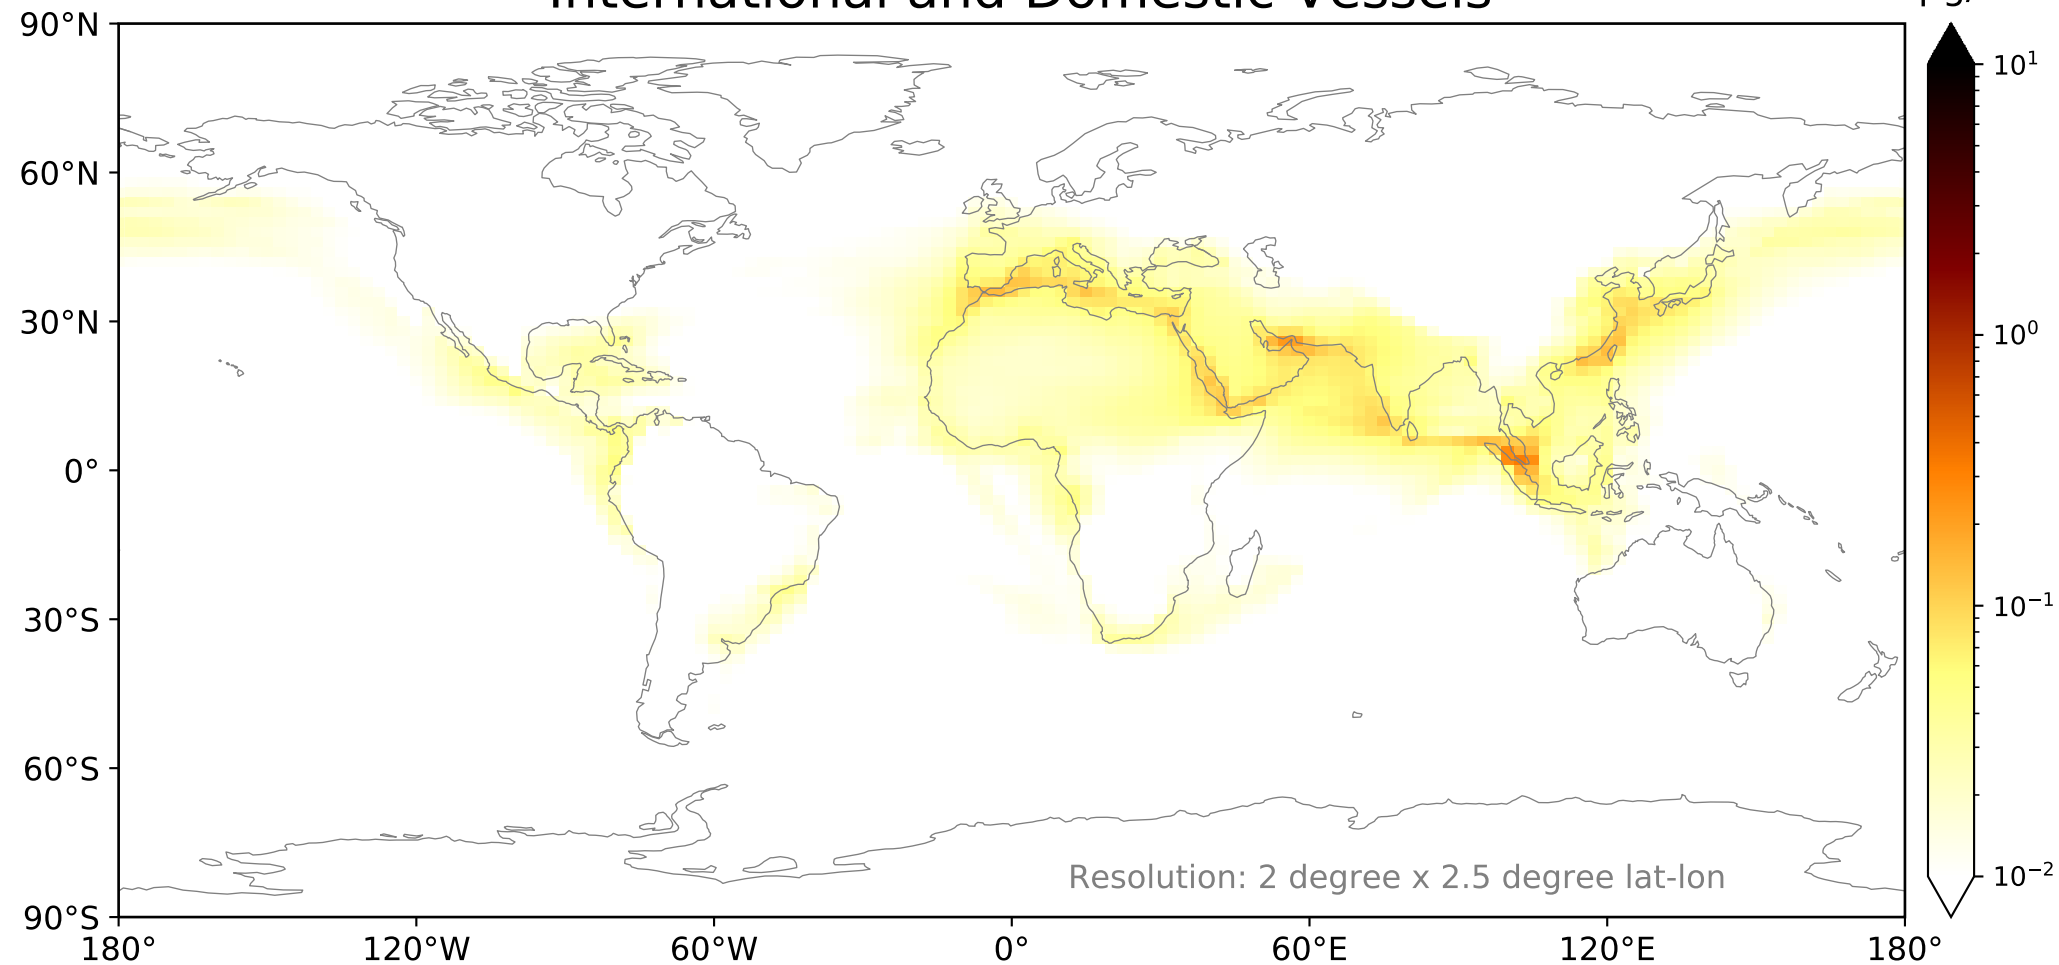 International and Domestic Vessels
90°N
60°N
30°N
0°
30°S
60°S
90°S
180°
120°W
60°W
0°
60°E
120°E
180°
Resolution: 2 degree x 2.5 degree lat-lon
10¹
10⁰
10⁻¹
10⁻²